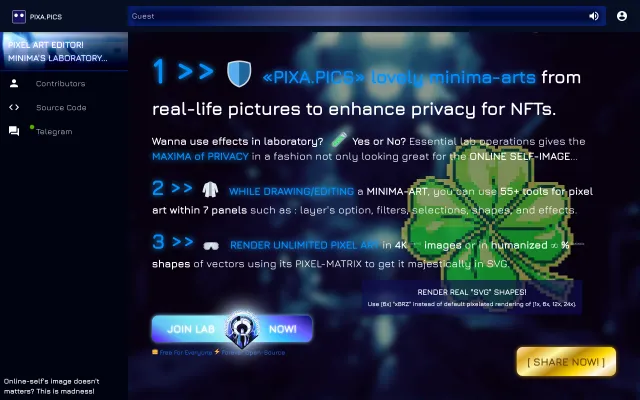 PIXA.PICS
Guest
PIXEL ART EDITOR!
MINIMA'S LABORATORY...
Contributors
Source Code
Telegram
1 >> «PIXA.PICS» lovely minima-arts from
real-life pictures to enhance privacy for NFTs.
Wanna use effects in laboratory? Yes or No? Essential lab operations gives the
MAXIMA of PRIVACY in a fashion not only looking great for the ONLINE SELF-IMAGE...
2 >> WHILE DRAWING/EDITING a MINIMA-ART, you can use 55+ tools for pixel
art within 7 panels such as : layer's option, filters, selections, shapes, and effects.
3 >> RENDER UNLIMITED PIXEL ART in 4K images or in humanized ∞ %
shapes of vectors using its PIXEL-MATRIX to get it majestically in SVG.
RENDER REAL "SVG" SHAPES!
Use (6x) "xBRZ" instead of default pixelated rendering of (1x, 6x, 12x, 24x).
JOIN LAB NOW!
Free For Everyone ⚡ Forever Open-Source
[ SHARE NOW! ]
Online-self's image doesn't
matters? This is madness!